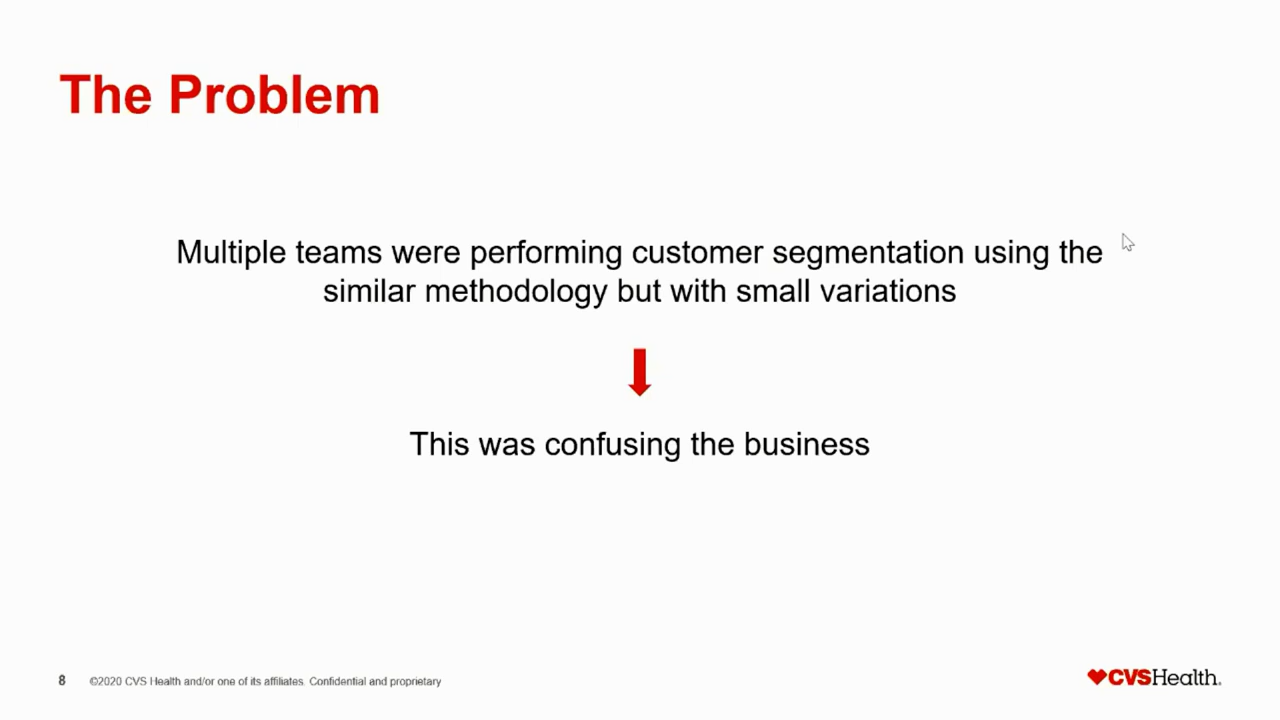 The Problem
Multiple teams were performing customer segmentation using the
similar methodology but with small variations
This was confusing the business
8 ©2020 CVS Health and/or one of its affiliates. Confidential and proprietary
CVSHealth.